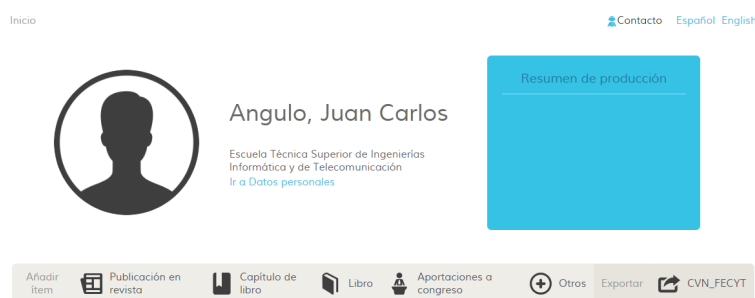 Inicio
Contacto Español English
Resumen de producción
Angulo, Juan Carlos
Escuela Técnica Superior de Ingenierías
Informática y de Telecomunicación
Ir a Datos personales
Añadir
ítem
Publicación en
revista
Capítulo de
libro
Libro
Aportaciones a
congreso
Otros
Exportar
CVN_FECYT